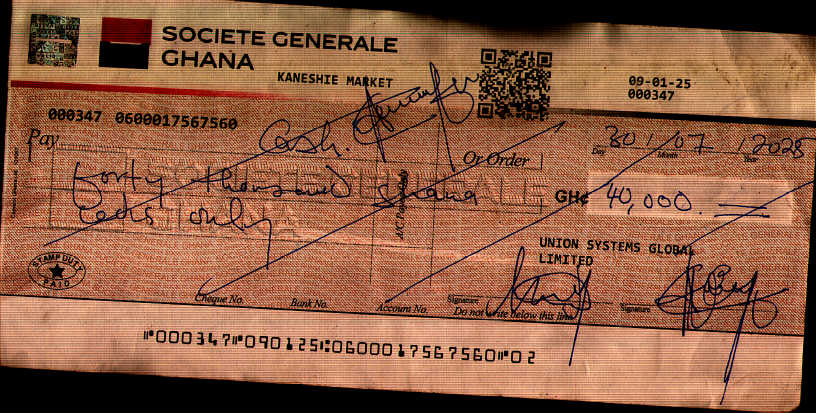 SOCIETE GENERALE
GHANA
KANESHIE MARKET
09-01-25
000347
000347 0600017567560
Pay
Cash.
Or Order
Day 30 / 07 / 2025
Month
Year
forty thousand ghana
cedis only
GH¢ 40,000.
A/C Payee Only
UNION SYSTEMS GLOBAL
LIMITED
STAMP DUTY
PAID
Cheque No. Bank No. Account No.
Signature Signature
Do not write below this line
⑈000347⑈090125⑆0600017567560⑈02